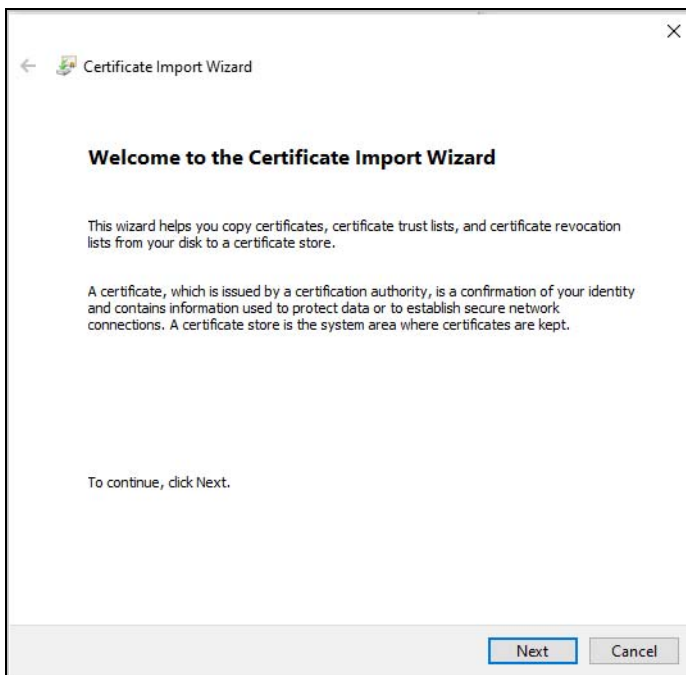 Certificate Import Wizard
Welcome to the Certificate Import Wizard
This wizard helps you copy certificates, certificate trust lists, and certificate revocation
lists from your disk to a certificate store.
A certificate, which is issued by a certification authority, is a confirmation of your identity
and contains information used to protect data or to establish secure network
connections. A certificate store is the system area where certificates are kept.
To continue, click Next.
Next Cancel